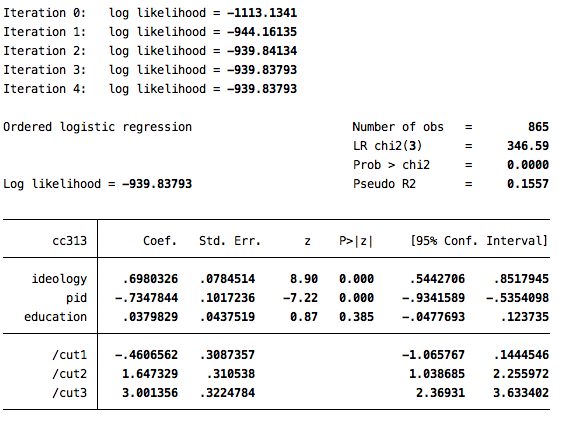 Iteration 0:   log likelihood = -1113.1341
Iteration 1:   log likelihood = -944.16135
Iteration 2:   log likelihood = -939.84134
Iteration 3:   log likelihood = -939.83793
Iteration 4:   log likelihood = -939.83793
Ordered logistic regression                       Number of obs   =        865
LR chi2(3)      =     346.59
Prob > chi2     =     0.0000
Log likelihood = -939.83793                       Pseudo R2       =     0.1557
cc313       Coef.   Std. Err.      z    P>|z|     [95% Conf. Interval]
ideology    .6980326   .0784514     8.90   0.000     .5442706    .8517945
pid   -.7347844   .1017236    -7.22   0.000    -.9341589   -.5354098
education    .0379829   .0437519     0.87   0.385    -.0477693     .123735
/cut1   -.4606562   .3087357                      -1.065767    .1444546
/cut2    1.647329    .310538                       1.038685    2.255972
/cut3    3.001356   .3224784                        2.36931    3.633402